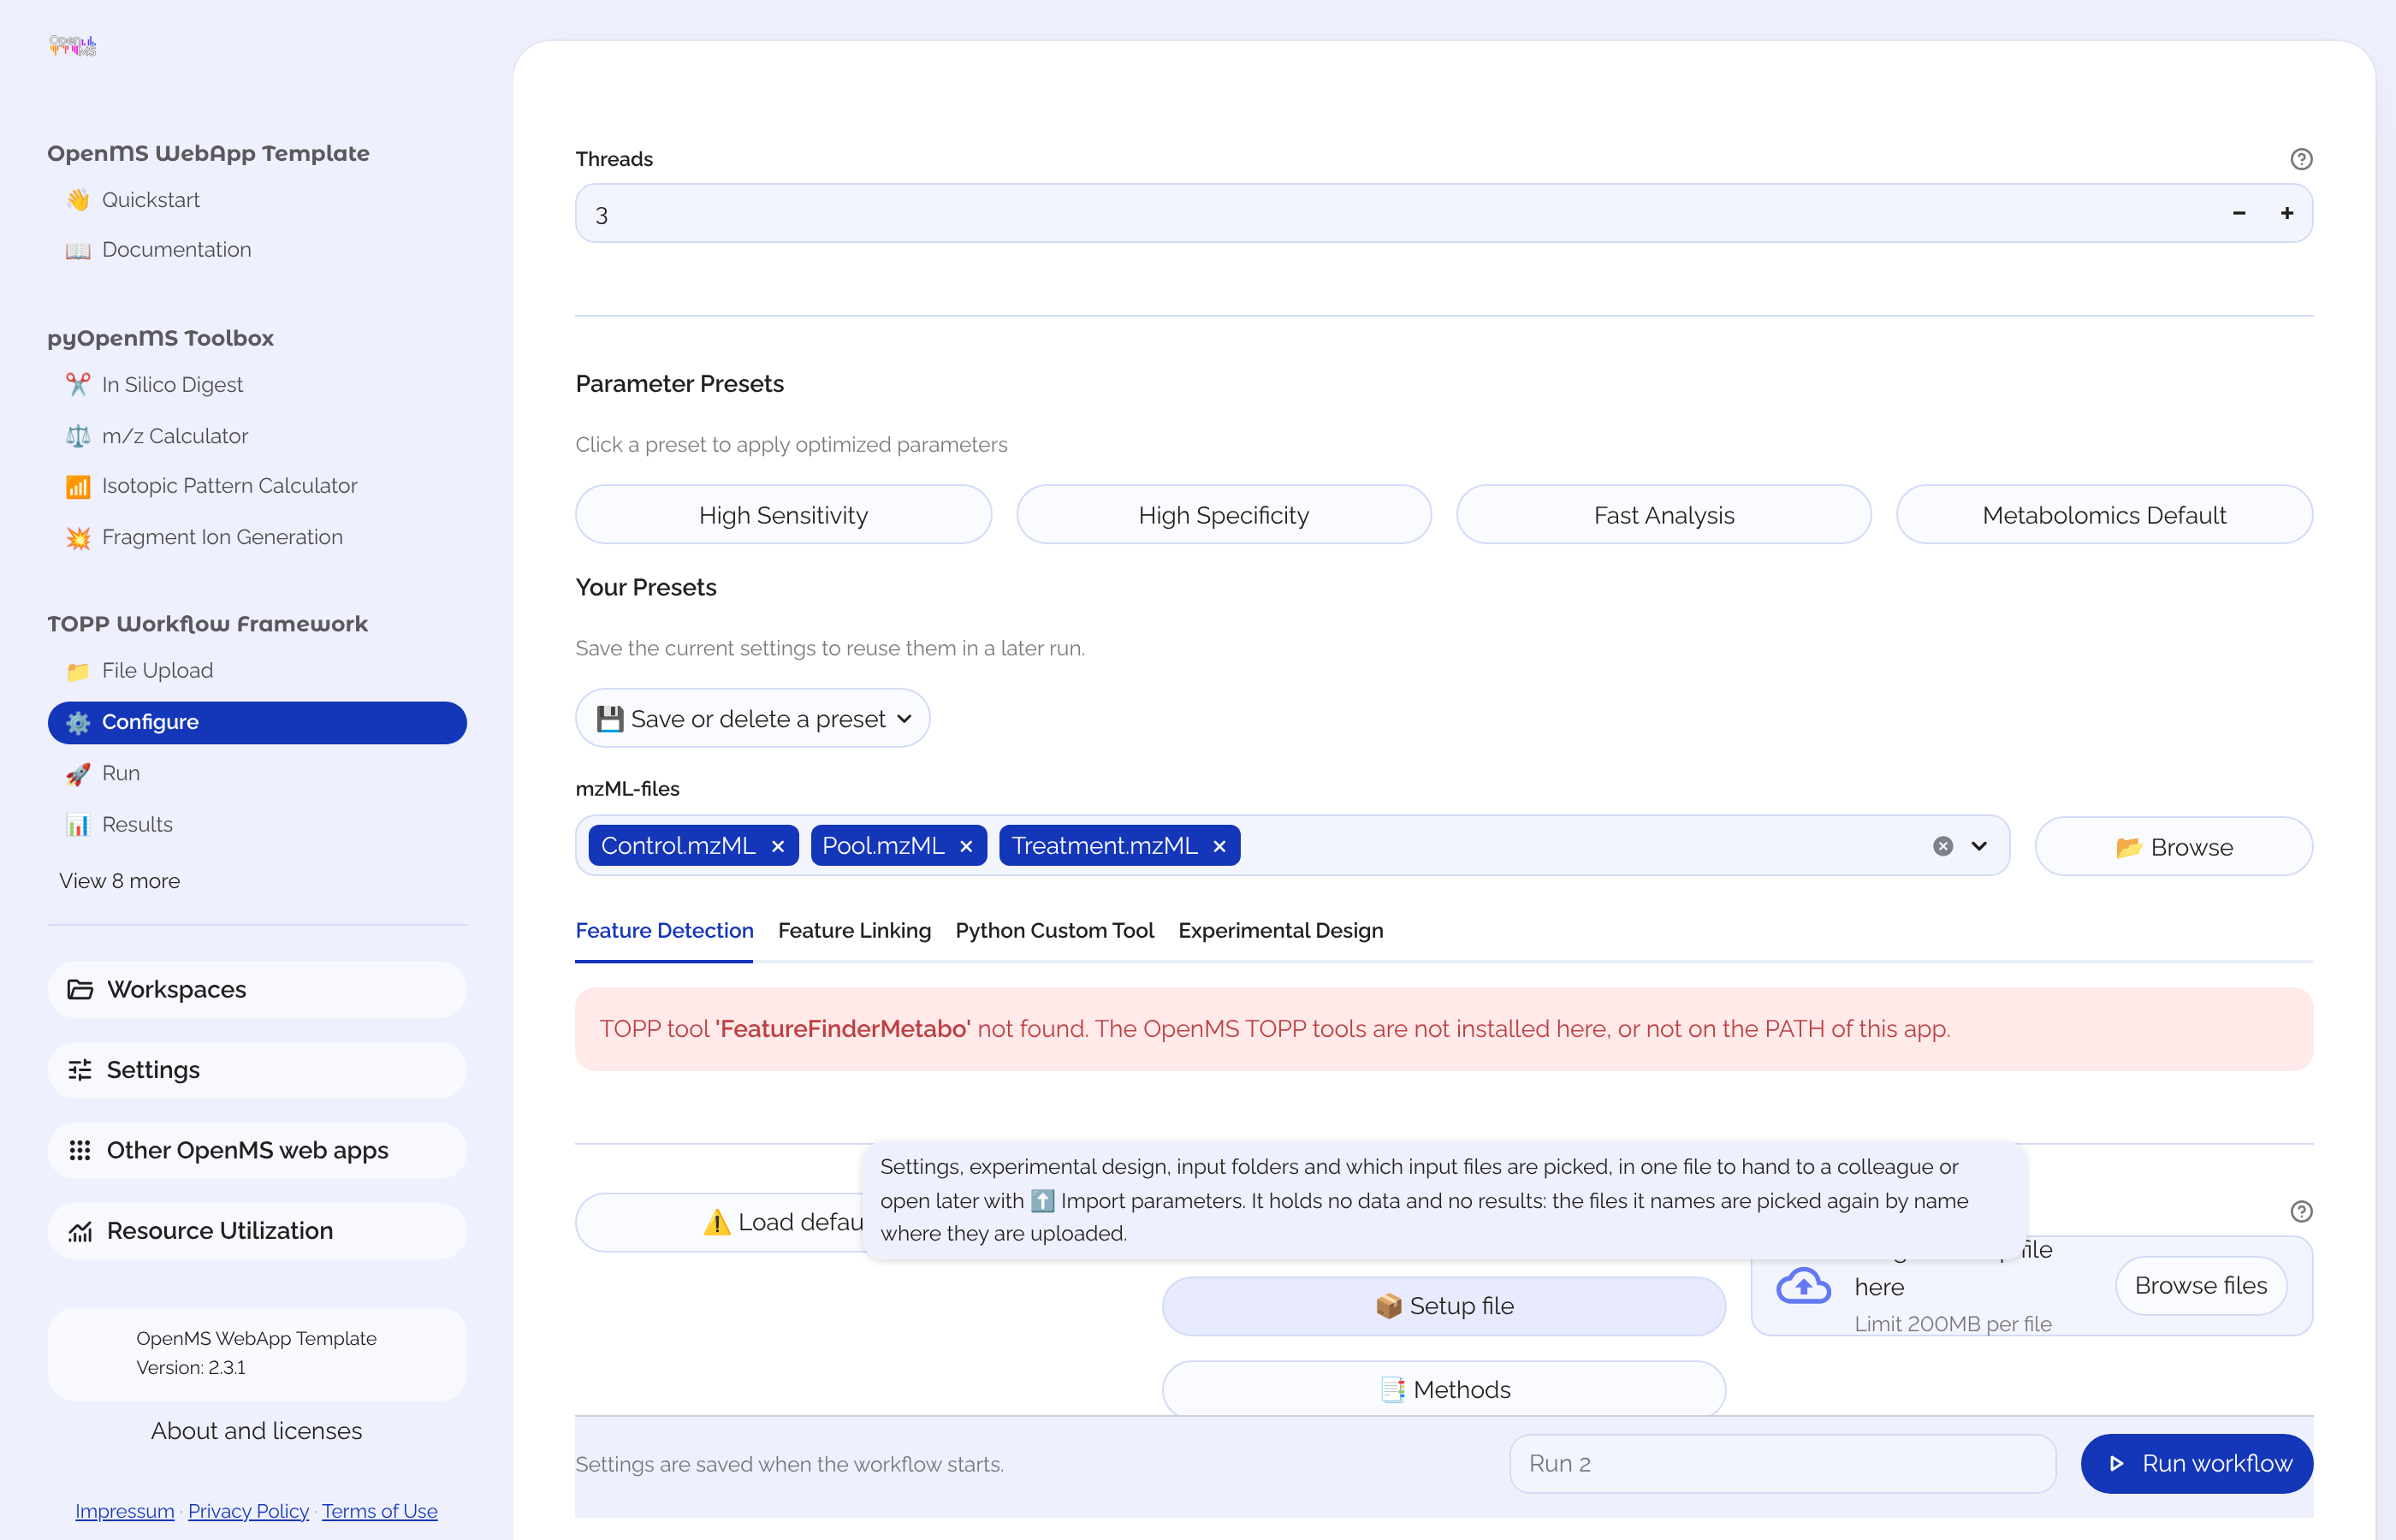 Open
MS
OpenMS WebApp Template
Quickstart
Documentation
pyOpenMS Toolbox
In Silico Digest
m/z Calculator
Isotopic Pattern Calculator
Fragment Ion Generation
TOPP Workflow Framework
File Upload
Configure
Run
Results
View 8 more
Workspaces
Settings
Other OpenMS web apps
Resource Utilization
OpenMS WebApp Template
Version: 2.3.1
About and licenses
Impressum · Privacy Policy · Terms of Use
Threads
3
Parameter Presets
Click a preset to apply optimized parameters
High Sensitivity
High Specificity
Fast Analysis
Metabolomics Default
Your Presets
Save the current settings to reuse them in a later run.
Save or delete a preset
mzML-files
Control.mzML
Pool.mzML
Treatment.mzML
Browse
Feature Detection
Feature Linking
Python Custom Tool
Experimental Design
TOPP tool 'FeatureFinderMetabo' not found. The OpenMS TOPP tools are not installed here, or not on the PATH of this app.
Settings, experimental design, input folders and which input files are picked, in one file to hand to a colleague or
open later with ⬆️ Import parameters. It holds no data and no results: the files it names are picked again by name
where they are uploaded.
⚠️ Load defau
file
here
Limit 200MB per file
Browse files
Setup file
Methods
Settings are saved when the workflow starts.
Run 2
Run workflow